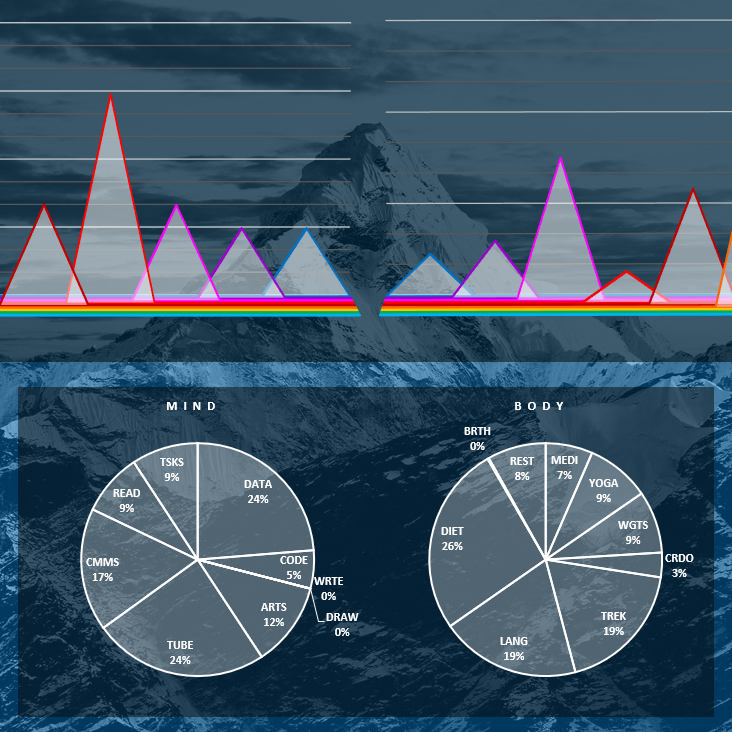 MIND
BODY
TSKS
9%
DATA
24%
READ
9%
CMMS
17%
CODE
5%
WRTE
0%
DRAW
0%
ARTS
12%
TUBE
24%
BRTH
0%
REST
8%
MEDI
7%
YOGA
9%
WGTS
9%
CRDO
3%
DIET
26%
TREK
19%
LANG
19%